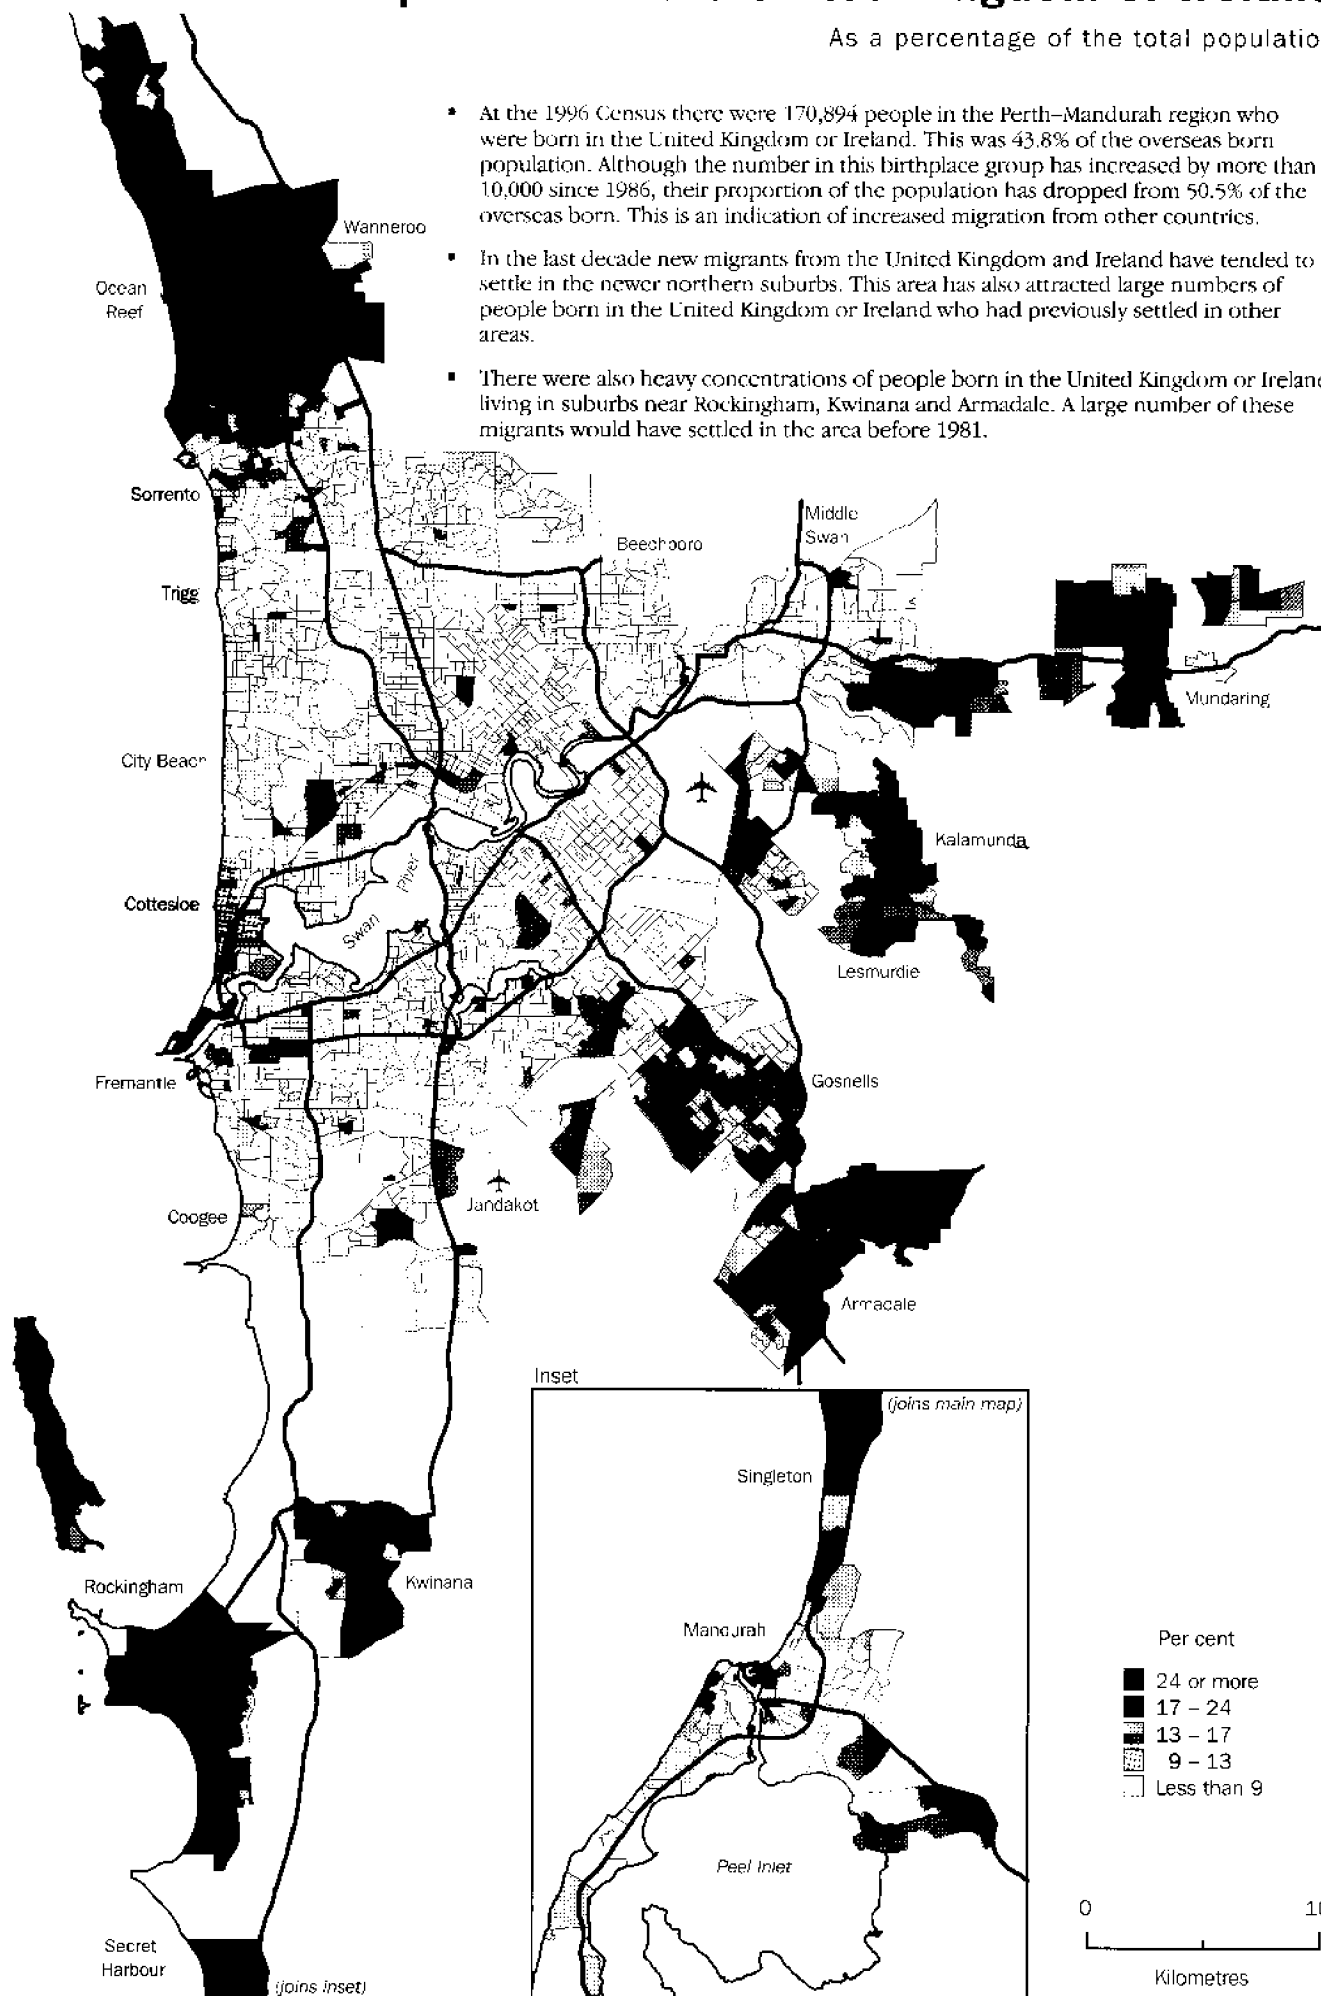 As a percentage of the total populatio
▪ At the 1996 Census there were 170,894 people in the Perth–Mandurah region who
were born in the United Kingdom or Ireland. This was 43.8% of the overseas born
population. Although the number in this birthplace group has increased by more than
10,000 since 1986, their proportion of the population has dropped from 50.5% of the
overseas born. This is an indication of increased migration from other countries.
▪ In the last decade new migrants from the United Kingdom and Ireland have tended to
settle in the newer northern suburbs. This area has also attracted large numbers of
people born in the United Kingdom or Ireland who had previously settled in other
areas.
▪ There were also heavy concentrations of people born in the United Kingdom or Irelan
living in suburbs near Rockingham, Kwinana and Armadale. A large number of these
migrants would have settled in the area before 1981.
Wanneroo
Ocean
Reef
Sorrento
Middle
Swan
Beechboro
Trigg
Mundaring
City Beach
Kalamunda
River
Swan
Cottesloe
Lesmurdie
Fremantle
Gosnells
Jandakot
Coogee
Armadale
Inset
(joins main map)
Singleton
Rockingham
Kwinana
Mandurah
Per cent
24 or more
17 – 24
13 – 17
9 – 13
Less than 9
Peel Inlet
0
Secret
Harbour
(joins inset)
Kilometres